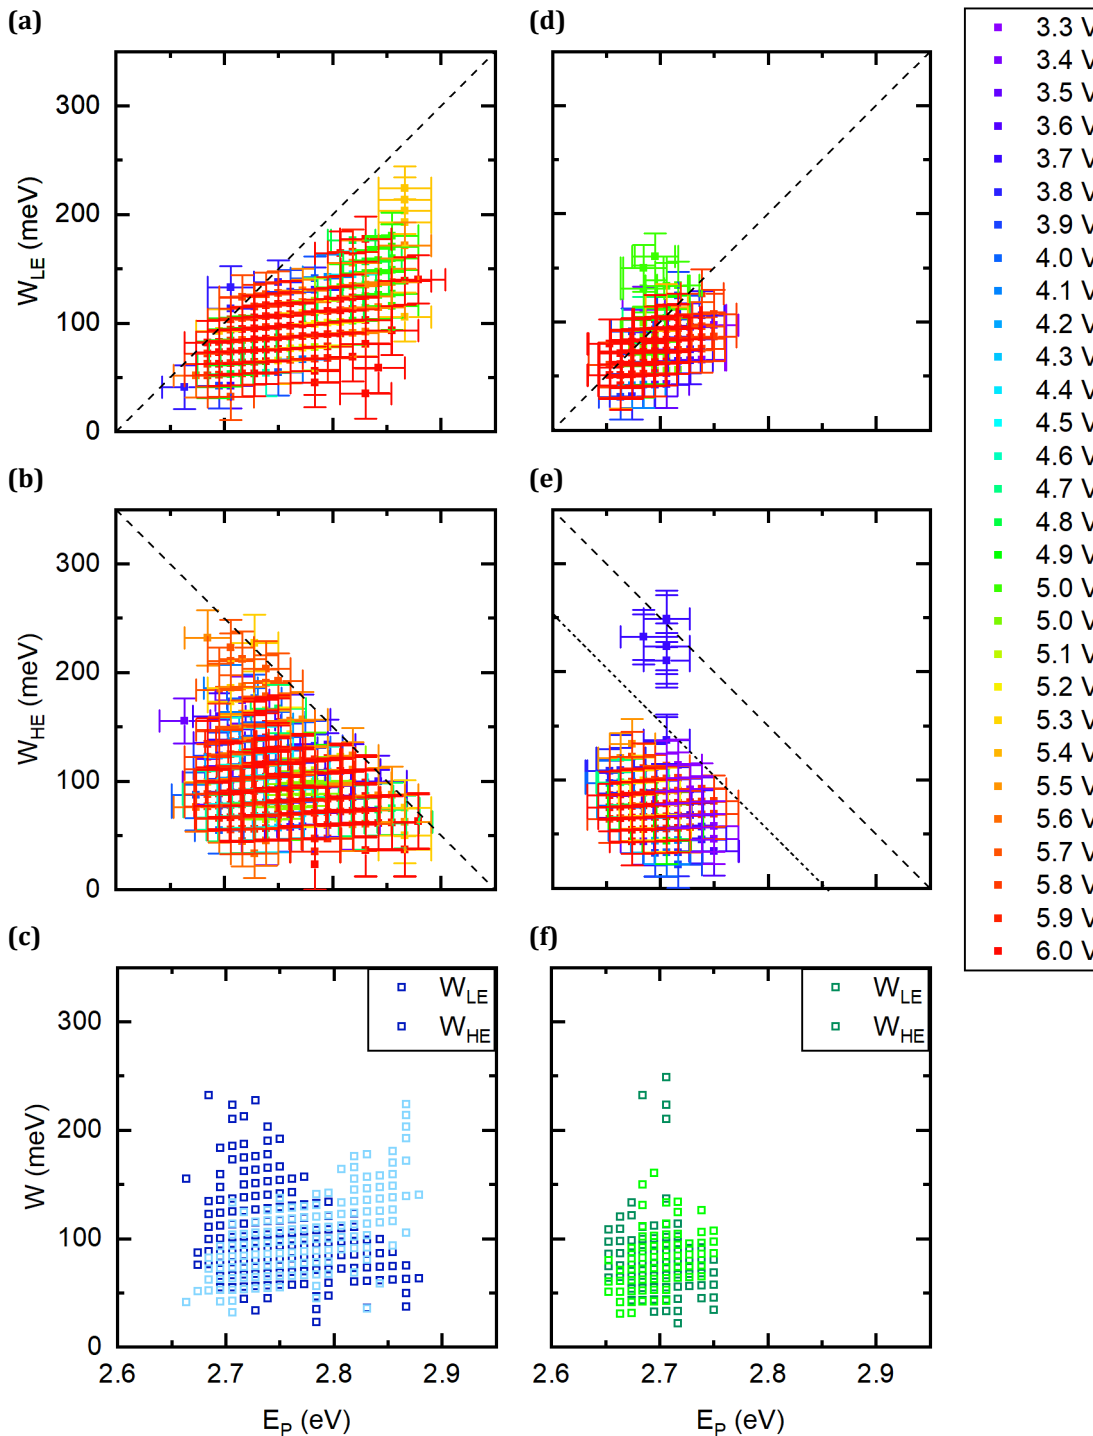 (a)
300
200
100
0
W_LE (meV)
(d)
3.3 V
3.4 V
3.5 V
3.6 V
3.7 V
3.8 V
3.9 V
4.0 V
4.1 V
4.2 V
4.3 V
4.4 V
4.5 V
4.6 V
4.7 V
4.8 V
4.9 V
5.0 V
5.0 V
5.1 V
5.2 V
5.3 V
5.4 V
5.5 V
5.6 V
5.7 V
5.8 V
5.9 V
6.0 V
(b)
300
200
100
0
W_HE (meV)
(e)
(c)
W_LE
W_HE
300
200
100
0
W (meV)
2.6 2.7 2.8 2.9
E_P (eV)
(f)
W_LE
W_HE
2.6 2.7 2.8 2.9
E_P (eV)